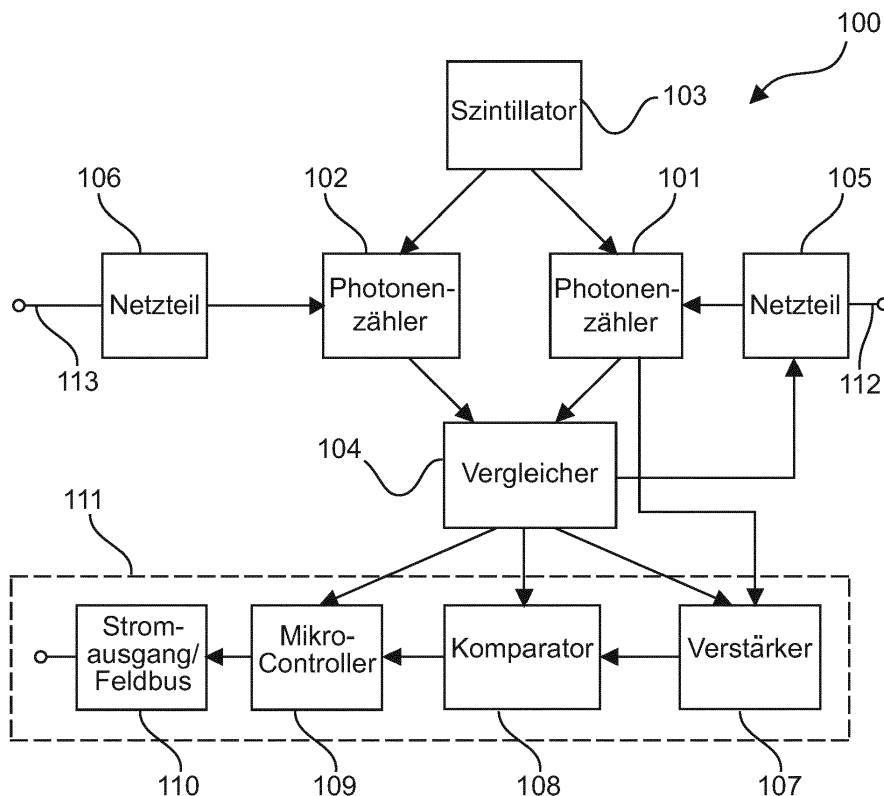 100
Szintillator
103
106
102
101
105
Netzteil
Photonen-
zähler
Photonen-
zähler
Netzteil
113
112
104
Vergleicher
111
Strom-
ausgang/
Feldbus
Mikro-
Controller
Komparator
Verstärker
110
109
108
107